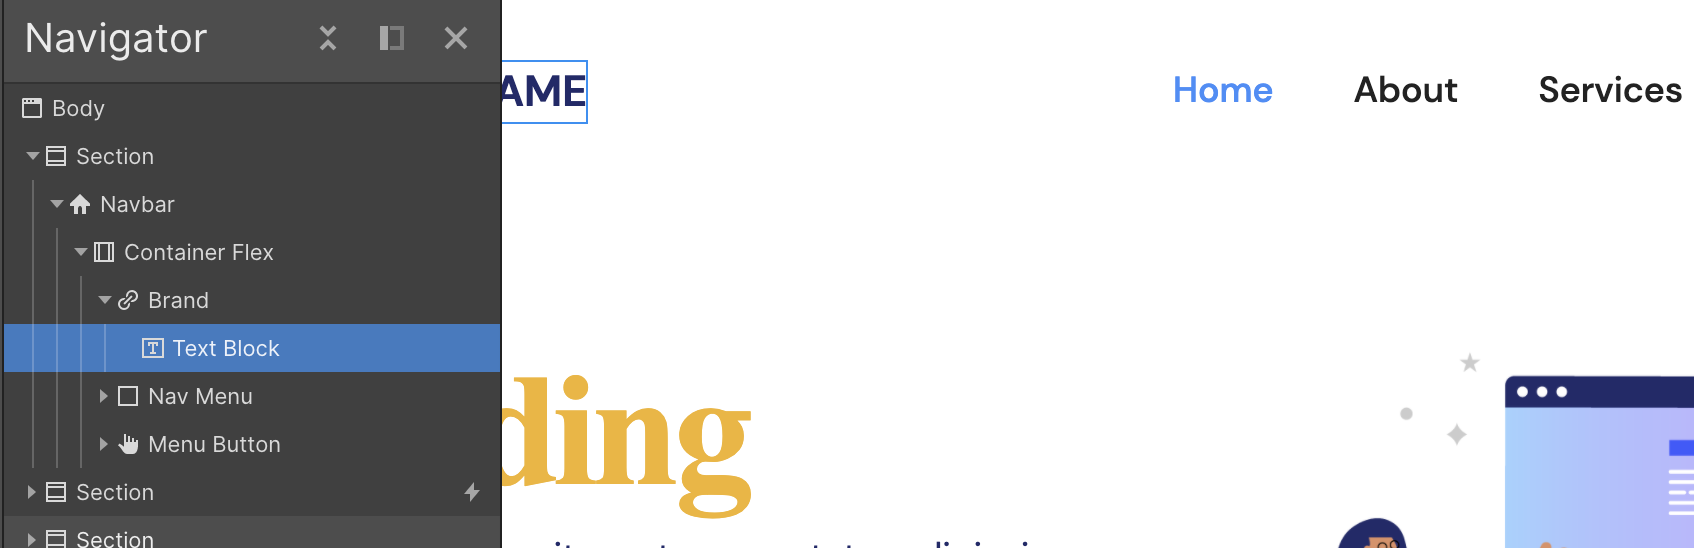 Navigator
Body
Section
Navbar
Container Flex
Brand
Text Block
Nav Menu
Menu Button
Section
Section
AME
Home
About
Services
ding